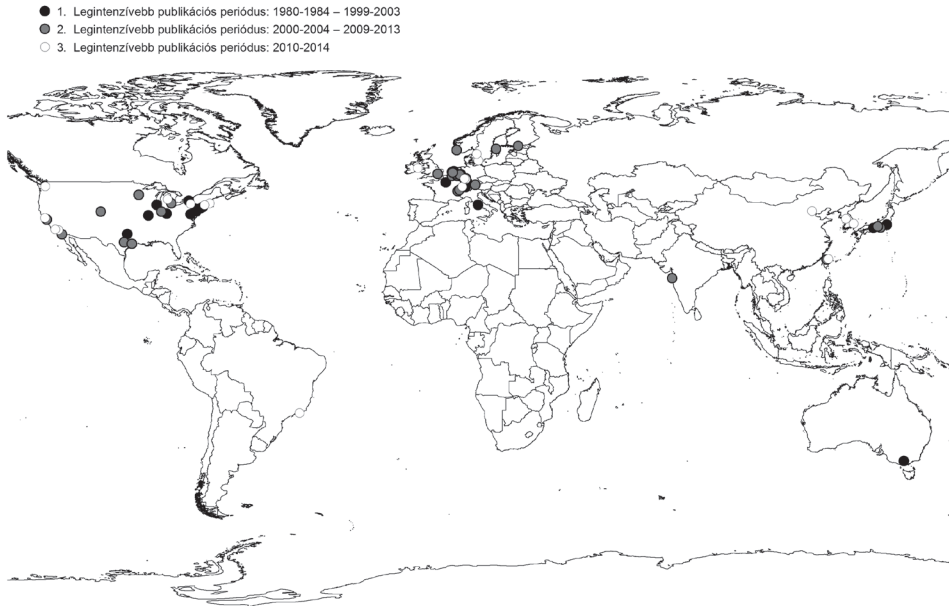 1. Legintenzívebb publikációs periódus: 1980-1984 – 1999-2003
2. Legintenzívebb publikációs periódus: 2000-2004 – 2009-2013
3. Legintenzívebb publikációs periódus: 2010-2014